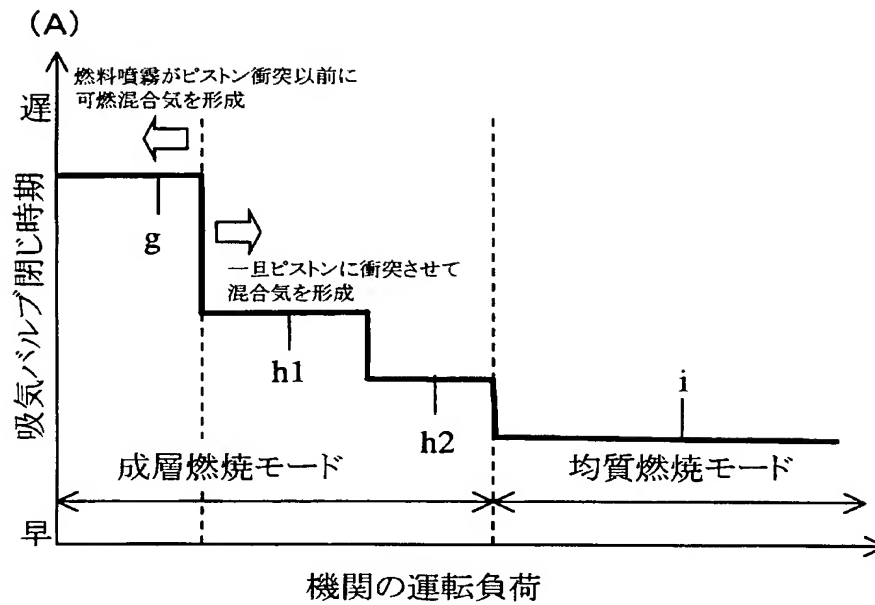 (A)
燃料噴霧がピストン衝突以前に
可燃混合気を形成
遅
吸気バルブ閉じ時期
g
一旦ピストンに衝突させて
混合気を形成
h1
h2
i
成層燃焼モード
均質燃焼モード
早
機関の運転負荷